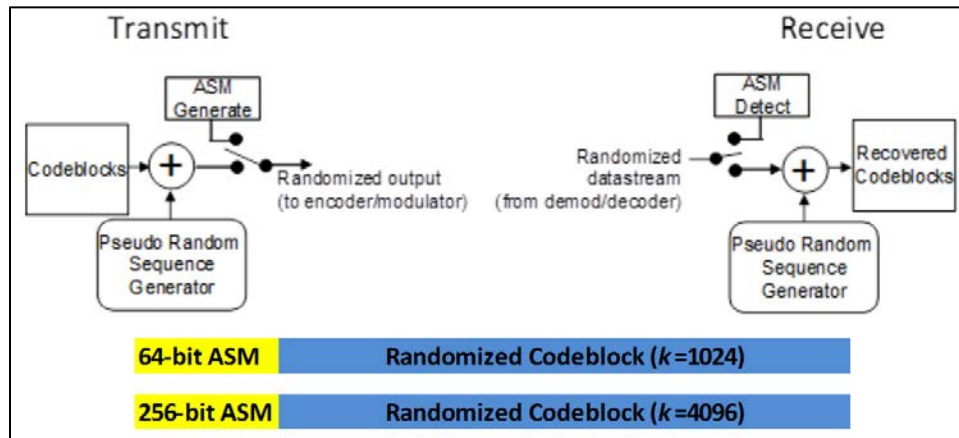 Transmit
Receive
ASM
Generate
Codeblocks
+
Randomized output
(to encoder/modulator)
Pseudo Random
Sequence
Generator
ASM
Detect
Randomized
datastream
(from demod/decoder)
+
Recovered
Codeblocks
Pseudo Random
Sequence
Generator
64-bit ASM
Randomized Codeblock (k=1024)
256-bit ASM
Randomized Codeblock (k=4096)